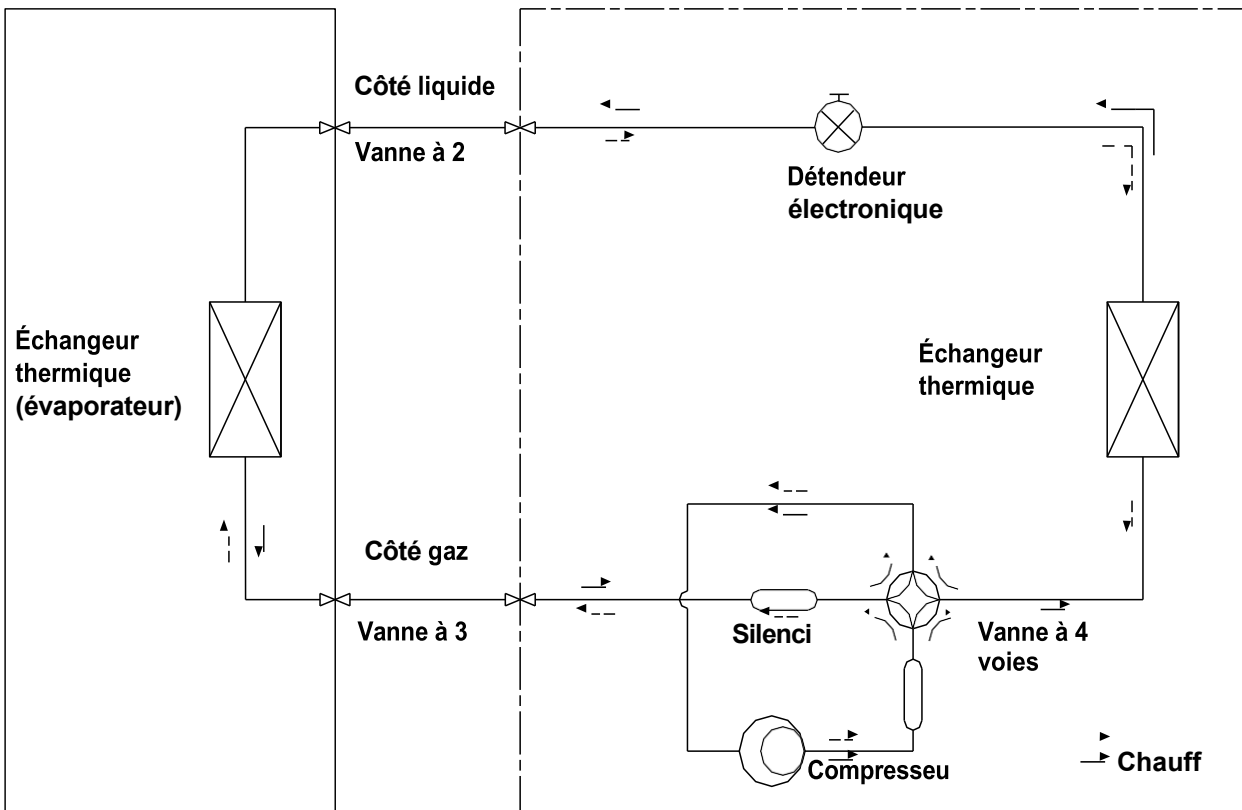 Côté liquide
Vanne à 2
Détendeur
électronique
Échangeur
thermique
(évaporateur)
Échangeur
thermique
Côté gaz
Vanne à 3
Silenci
Vanne à 4
voies
Compresseu
Chauff